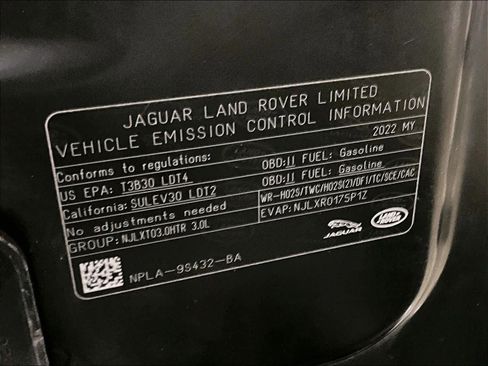 JAGUAR LAND ROVER LIMITED
VEHICLE EMISSION CONTROL INFORMATION
2022 MY
Conforms to regulations:
US EPA: T3B30 LDT4 OBD:II FUEL: Gasoline
California: SULEV30 LDT2 OBD:II FUEL: Gasoline
No adjustments needed WR-HO2S/TWC/HO2S(2)/DFI/TC/SCE/CAC
GROUP: NJLXT03.0HTR 3.0L EVAP: NJLXR0175P1Z
JAGUAR
LAND ROVER
NPLA-9S432-BA